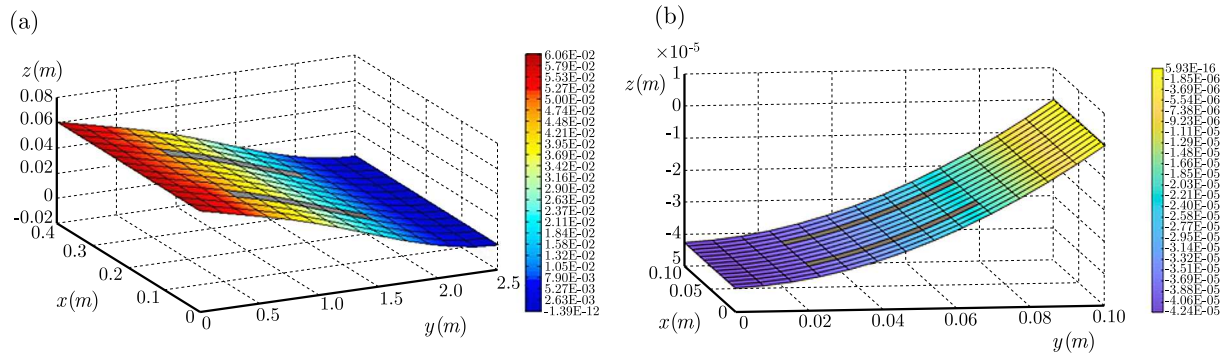 (a)
z(m)
0.08
0.06
0.04
0.02
0
-0.02
0.4
0.3
0.2
0.1
0
x(m)
0
0.5
1.0
1.5
2.0
2.5
y(m)
6.06E-02
5.79E-02
5.53E-02
5.27E-02
5.00E-02
4.74E-02
4.48E-02
4.21E-02
3.95E-02
3.69E-02
3.42E-02
3.16E-02
2.90E-02
2.63E-02
2.37E-02
2.11E-02
1.84E-02
1.58E-02
1.32E-02
1.05E-02
7.90E-03
5.27E-03
2.63E-03
-1.39E-12
(b)
×10-5
z(m)
1
0
-1
-2
-3
-4
5
0.10
0.05
0
x(m)
0
0.02
0.04
0.06
0.08
0.10
y(m)
5.93E-16
-1.85E-06
-3.69E-06
-5.54E-06
-7.38E-06
-9.23E-06
-1.11E-05
-1.29E-05
-1.48E-05
-1.66E-05
-1.85E-05
-2.03E-05
-2.21E-05
-2.40E-05
-2.58E-05
-2.77E-05
-2.95E-05
-3.14E-05
-3.32E-05
-3.51E-05
-3.69E-05
-3.88E-05
-4.06E-05
-4.24E-05